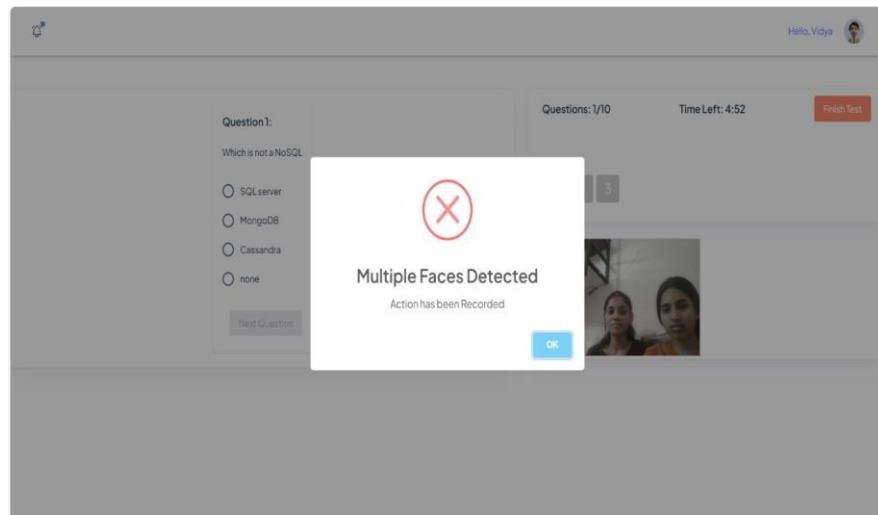 Hello, Vidya
Questions: 1/10 Time Left: 4:52 Finish Test
Question 1:
Which is not a NoSQL
SQL server
3
MongoDB
Cassandra
none
Next Question
Multiple Faces Detected
Action has been Recorded
OK